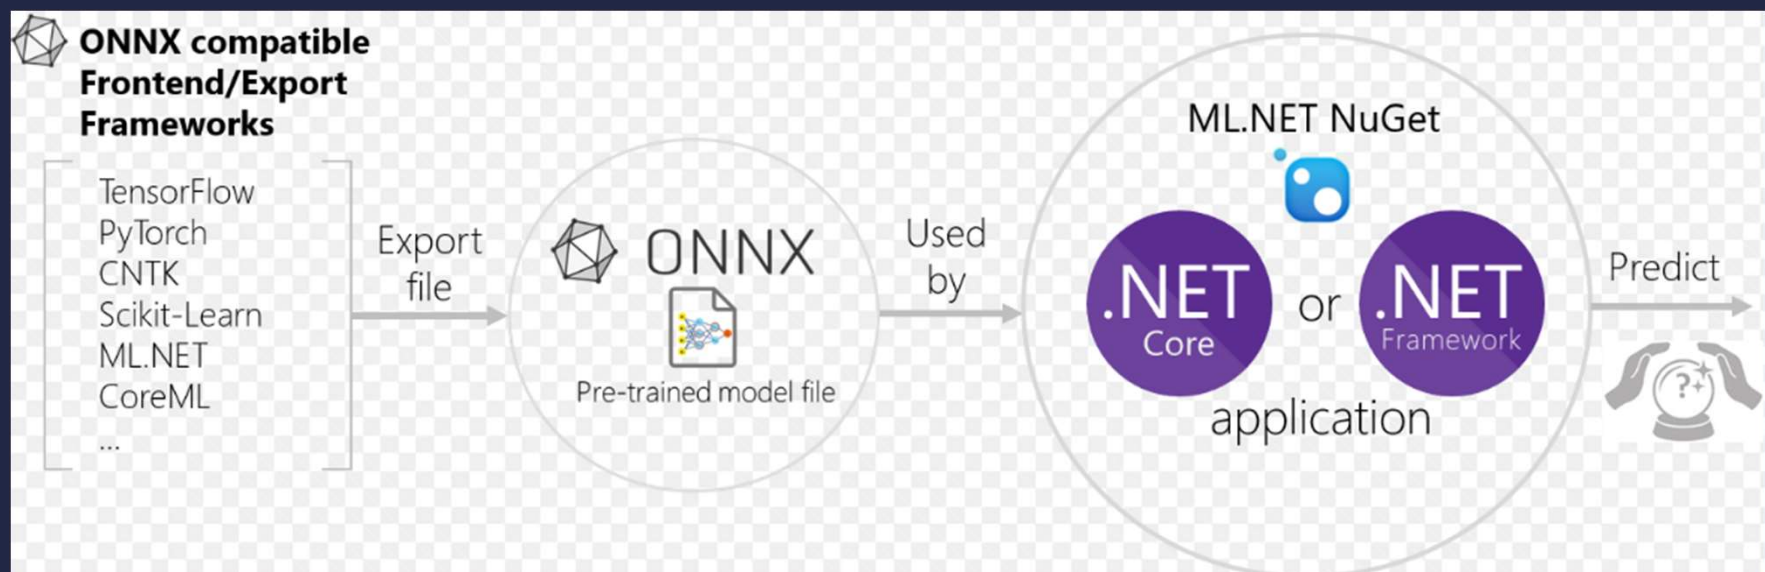 ONNX compatible
Frontend/Export
Frameworks
TensorFlow
PyTorch
CNTK
Scikit-Learn
ML.NET
CoreML
...
Export
file
ONNX
Pre-trained model file
Used
by
ML.NET NuGet
.NET
Core
or
.NET
Framework
application
Predict
?